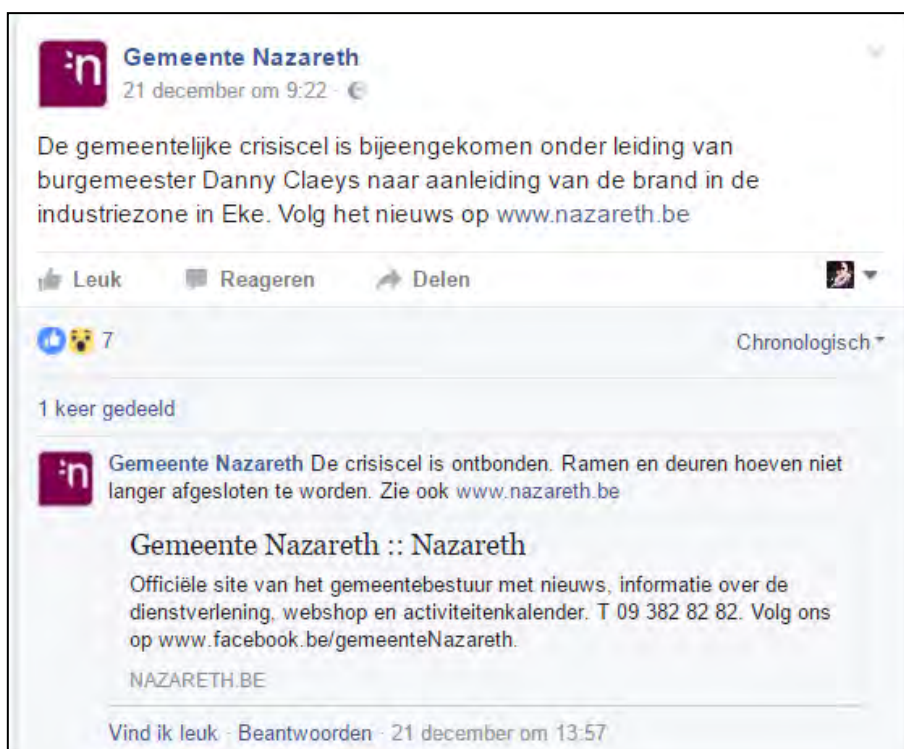 :n
Gemeente Nazareth
21 december om 9:22 ·
De gemeentelijke crisiscel is bijeengekomen onder leiding van
burgemeester Danny Claeys naar aanleiding van de brand in de
industriezone in Eke. Volg het nieuws op www.nazareth.be
Leuk Reageren Delen
7 Chronologisch
1 keer gedeeld
:n
Gemeente Nazareth De crisiscel is ontbonden. Ramen en deuren hoeven niet
langer afgesloten te worden. Zie ook www.nazareth.be
Gemeente Nazareth :: Nazareth
Officiële site van het gemeentebestuur met nieuws, informatie over de
dienstverlening, webshop en activiteitenkalender. T 09 382 82 82. Volg ons
op www.facebook.be/gemeenteNazareth.
NAZARETH.BE
Vind ik leuk · Beantwoorden · 21 december om 13:57